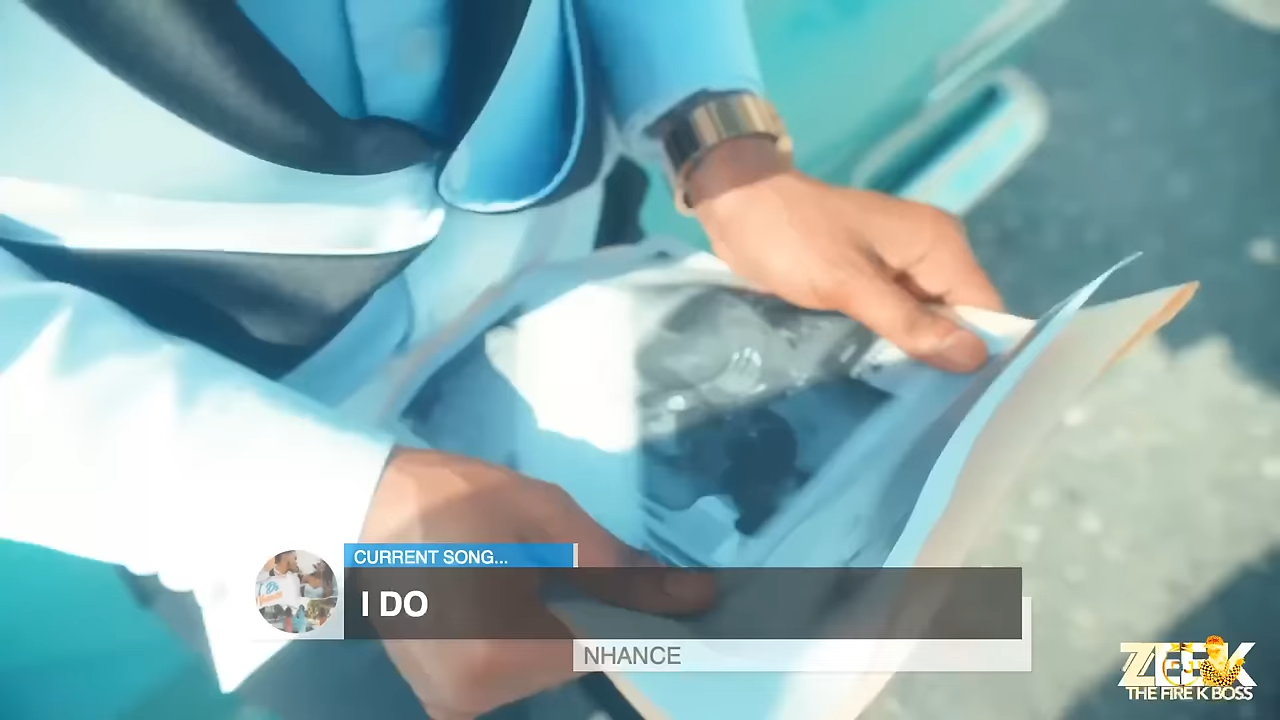 CURRENT SONG...
I DO
NHANCE
ZEEK
THE FIRE K BOSS